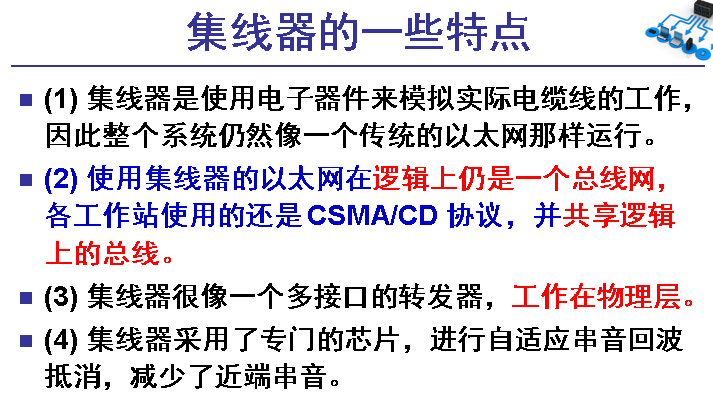 集线器的一些特点
(1) 集线器是使用电子器件来模拟实际电缆线的工作，
因此整个系统仍然像一个传统的以太网那样运行。
(2) 使用集线器的以太网在逻辑上仍是一个总线网，
各工作站使用的还是 CSMA/CD 协议，并共享逻辑
上的总线。
(3) 集线器很像一个多接口的转发器，工作在物理层。
(4) 集线器采用了专门的芯片，进行自适应串音回波
抵消，减少了近端串音。